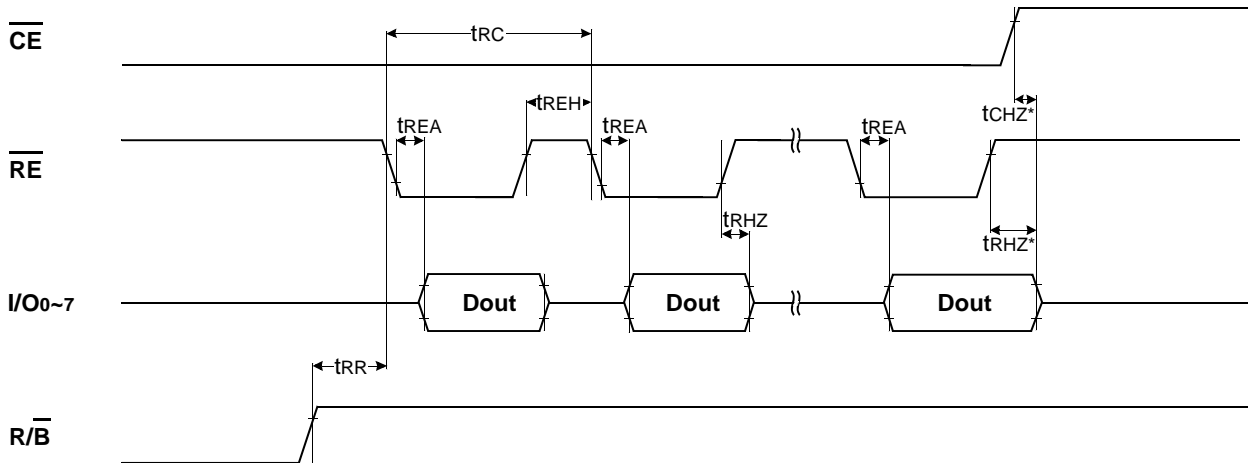 CE
tRC
tREH
tCHZ*
tREA
tREA
tREA
RE
tRHZ
tRHZ*
I/O0~7
Dout
Dout
Dout
tRR
R/B